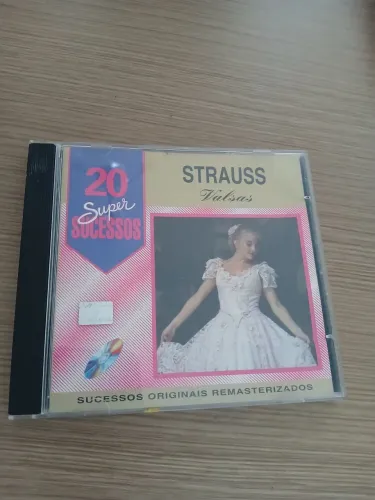 20
Super
SUCESSOS
STRAUSS
Valsas
SUCESSOS ORIGINAIS REMASTERIZADOS